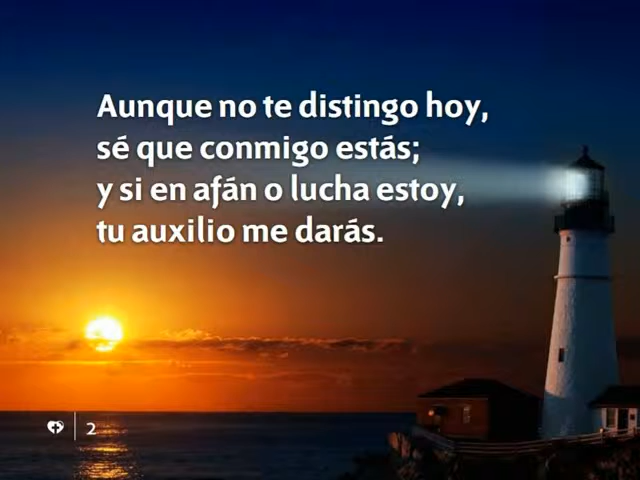 Aunque no te distingo hoy,
sé que conmigo estás;
y si en afán o lucha estoy,
tu auxilio me darás.
2